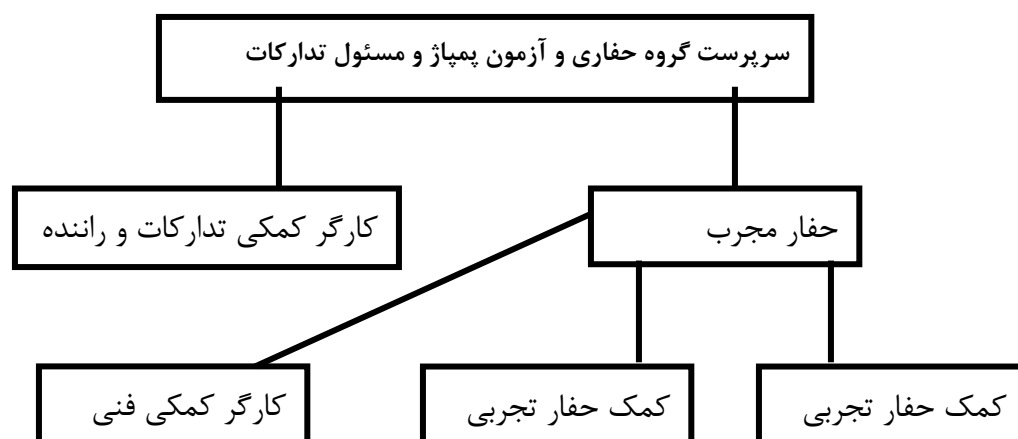 سرپرست گروه حفاری و آزمون پمپاژ و مسئول تدارکات
حفار مجرب
کارگر کمکی تدارکات و راننده
کمک حفار تجربی
کمک حفار تجربی
کارگر کمکی فنی